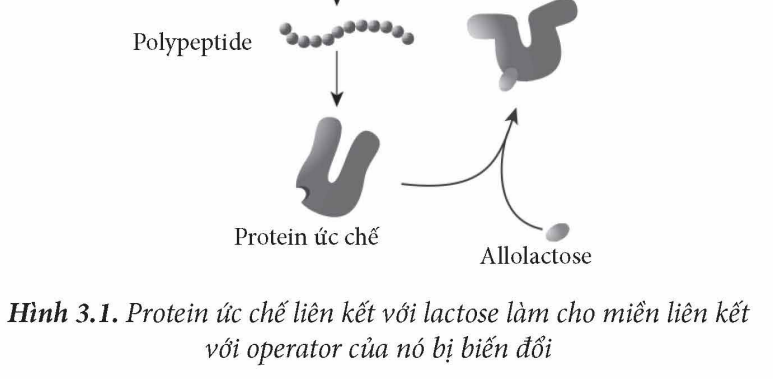 Polypeptide
Protein ức chế
Allolactose
Hình 3.1. Protein ức chế liên kết với lactose làm cho miền liên kết
với operator của nó bị biến đổi